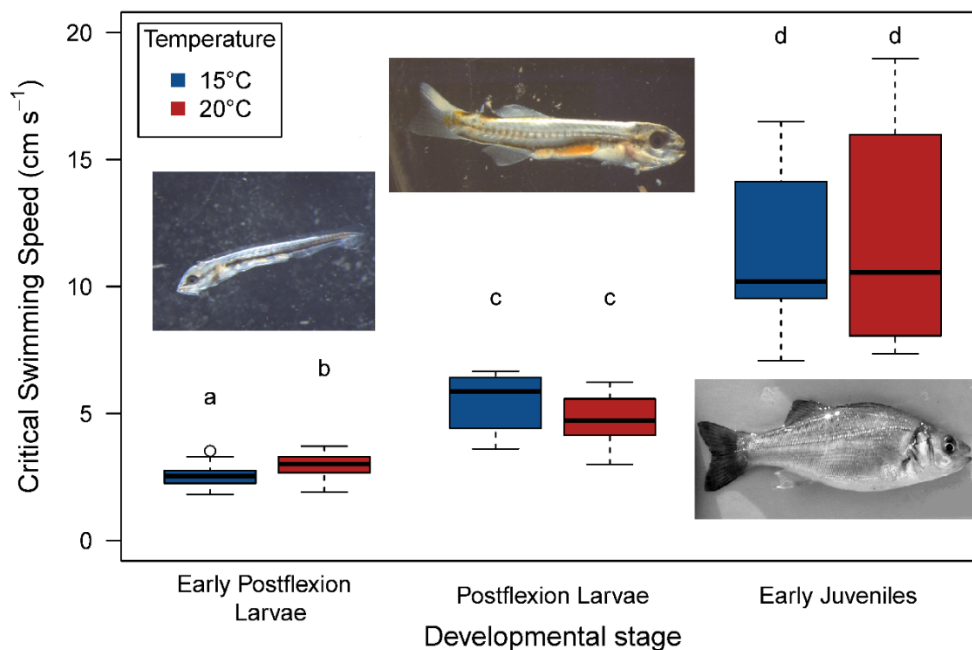 Temperature
15°C
20°C
Critical Swimming Speed (cm s⁻¹)
20
15
10
5
0
a
b
c
c
d
d
Early Postflexion
Larvae
Postflexion Larvae
Early Juveniles
Developmental stage